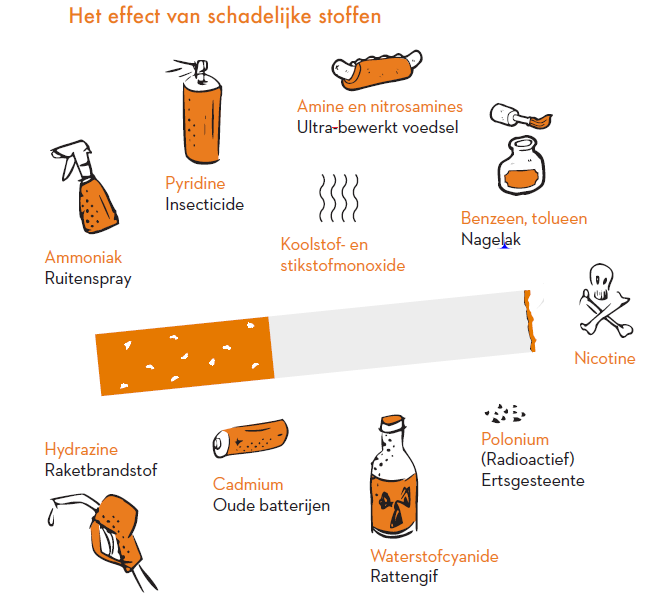 Het effect van schadelijke stoffen
Amine en nitrosamines
Ultra-bewerkt voedsel
Pyridine
Insecticide
Benzeen, tolueen
Nagelak
Koolstof- en
stikstofmonoxide
Ammoniak
Ruitenspray
Nicotine
Hydrazine
Raketbrandstof
Cadmium
Oude batterijen
Polonium
(Radioactief)
Ertsgesteente
Waterstofcyanide
Rattengif